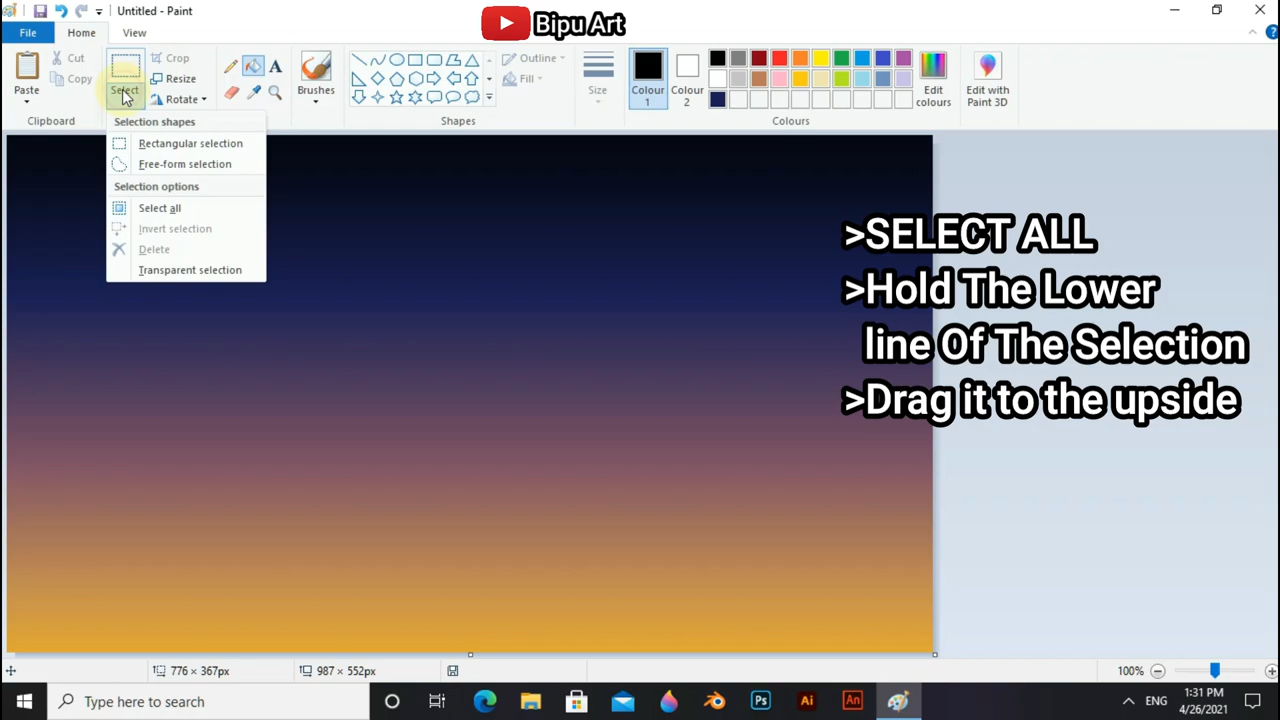 Untitled - Paint
Bipu Art
File
Home
View
Paste
Cut
Copy
Clipboard
Select
Crop
Resize
Rotate
Brushes
Shapes
Outline
Fill
Size
Colour
1
Colour
2
Edit
colours
Colours
Edit with
Paint 3D
Selection shapes
Rectangular selection
Free-form selection
Selection options
Select all
Invert selection
Delete
Transparent selection
>SELECT ALL
>Hold The Lower
line Of The Selection
>Drag it to the upside
776 × 367px
987 × 552px
100%
Type here to search
Ps
Ai
An
ENG
1:31 PM
4/26/2021